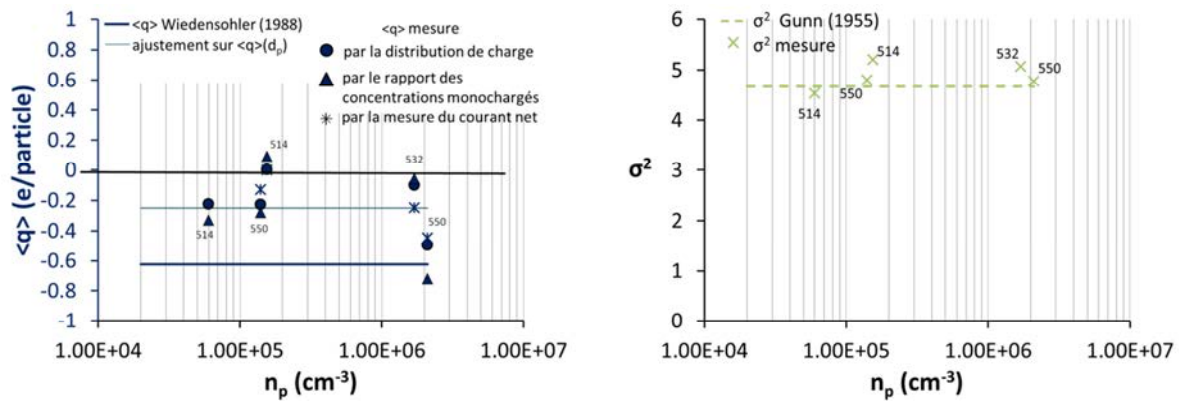 <q> Wiedensohler (1988)
ajustement sur <q>(dp)
<q> mesure
par la distribution de charge
par le rapport des
concentrations monochargés
par la mesure du courant net
1
0.8
0.6
0.4
0.2
0
-0.2
-0.4
-0.6
-0.8
-1
<q> (e/particle)
514
514
550
532
550
1.00E+04 1.00E+05 1.00E+06 1.00E+07
np (cm-3)
σ2 Gunn (1955)
σ2 mesure
6
5
4
3
2
1
0
σ2
514
514
550
532
550
1.00E+04 1.00E+05 1.00E+06 1.00E+07
np (cm-3)